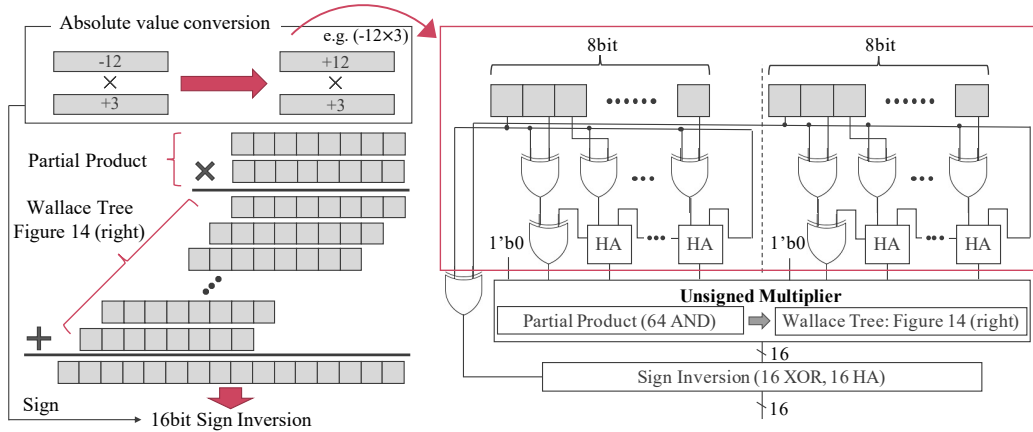 Absolute value conversion
e.g. (-12×3)
-12
×
+3
+12
×
+3
Partial Product
×
Wallace Tree
Figure 14 (right)
+
Sign
16bit Sign Inversion
8bit
8bit
1’b0
HA
HA
1’b0
HA
HA
Unsigned Multiplier
Partial Product (64 AND)
Wallace Tree: Figure 14 (right)
16
Sign Inversion (16 XOR, 16 HA)
16